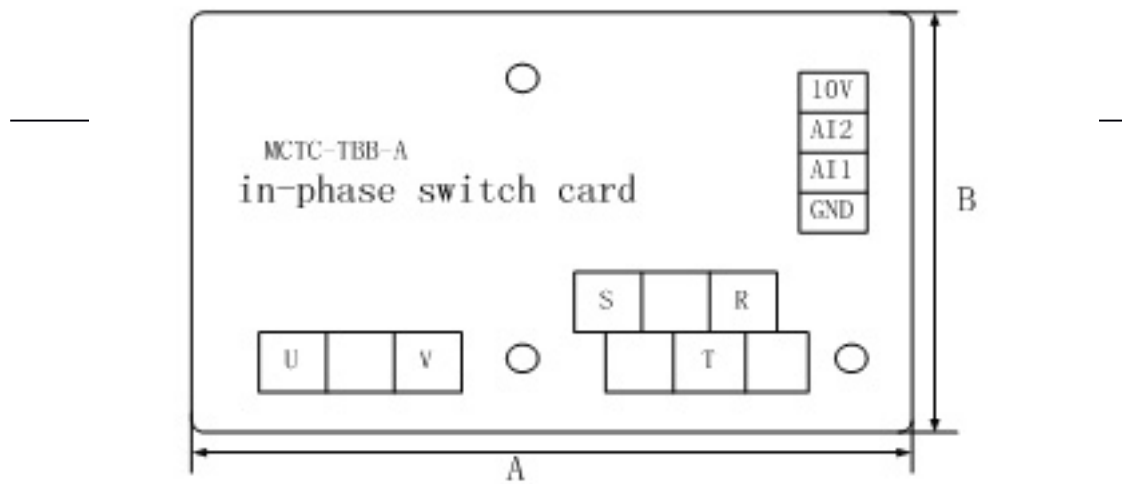 10V
AI2
MCTC-TBB-A
AI1
in-phase switch card
GND
B
S R
U V T
A